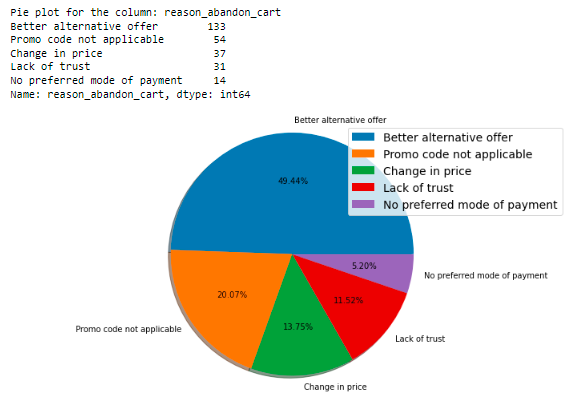 Pie plot for the column: reason_abandon_cart
Better alternative offer 133
Promo code not applicable 54
Change in price 37
Lack of trust 31
No preferred mode of payment 14
Name: reason_abandon_cart, dtype: int64
Better alternative offer
Better alternative offer
Promo code not applicable
Change in price
Lack of trust
No preferred mode of payment
49.44%
5.20%
No preferred mode of payment
20.07%
11.52%
13.75%
Promo code not applicable
Lack of trust
Change in price